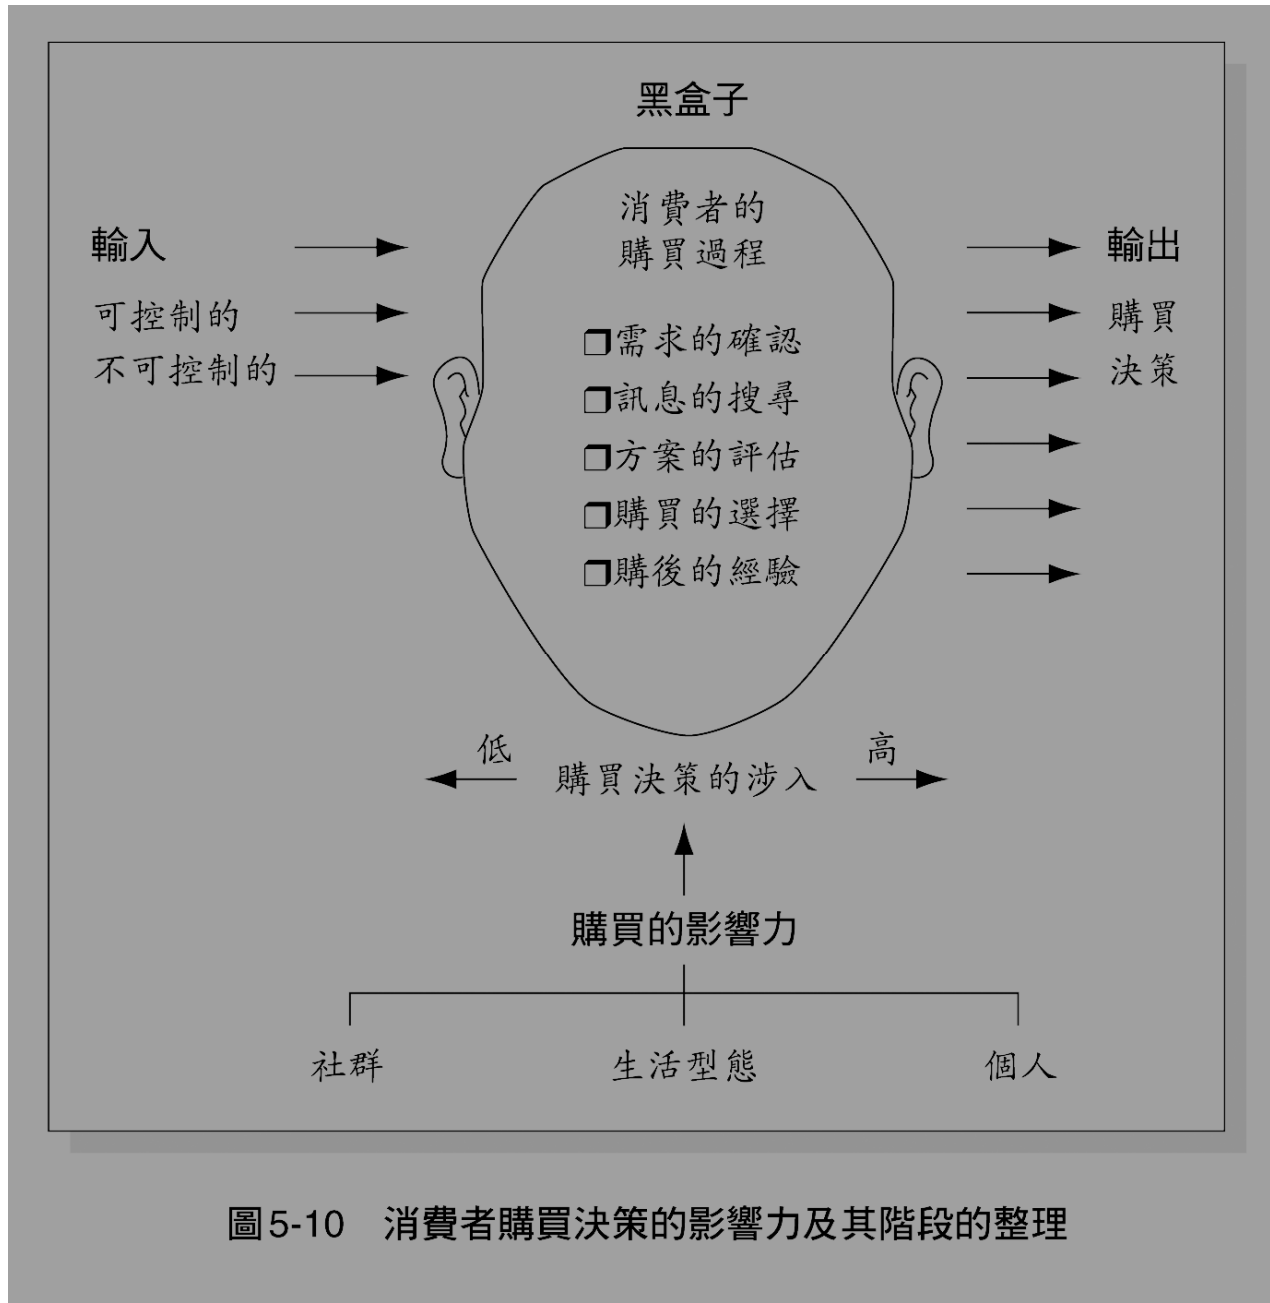 黑盒子
消費者的
購買過程
輸入
可控制的
不可控制的
❒需求的確認
❒訊息的搜尋
❒方案的評估
❒購買的選擇
❒購後的經驗
輸出
購買
決策
低
購買決策的涉入
高
購買的影響力
社群
生活型態
個人
圖5-10 消費者購買決策的影響力及其階段的整理